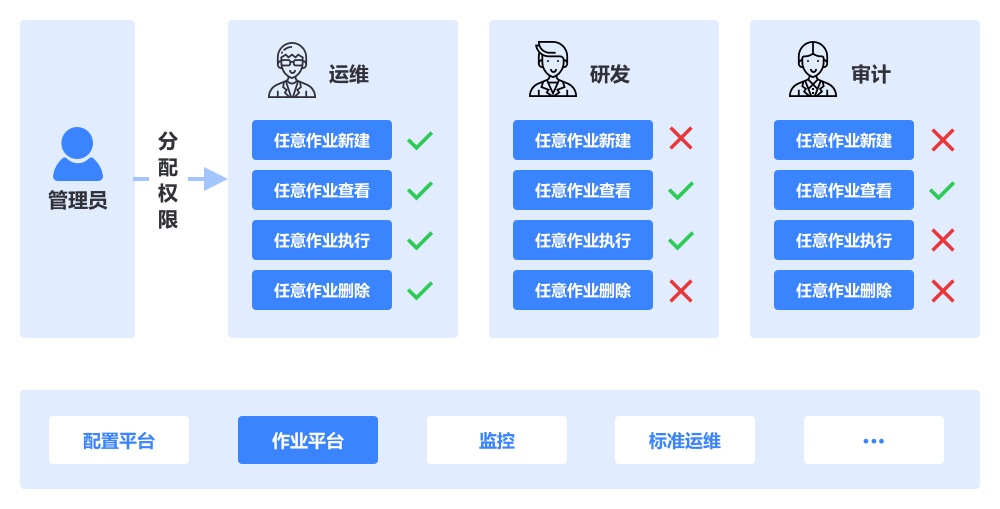 管理员
分配权限
运维
任意作业新建
任意作业查看
任意作业执行
任意作业删除
研发
任意作业新建
任意作业查看
任意作业执行
任意作业删除
审计
任意作业新建
任意作业查看
任意作业执行
任意作业删除
配置平台
作业平台
监控
标准运维
...